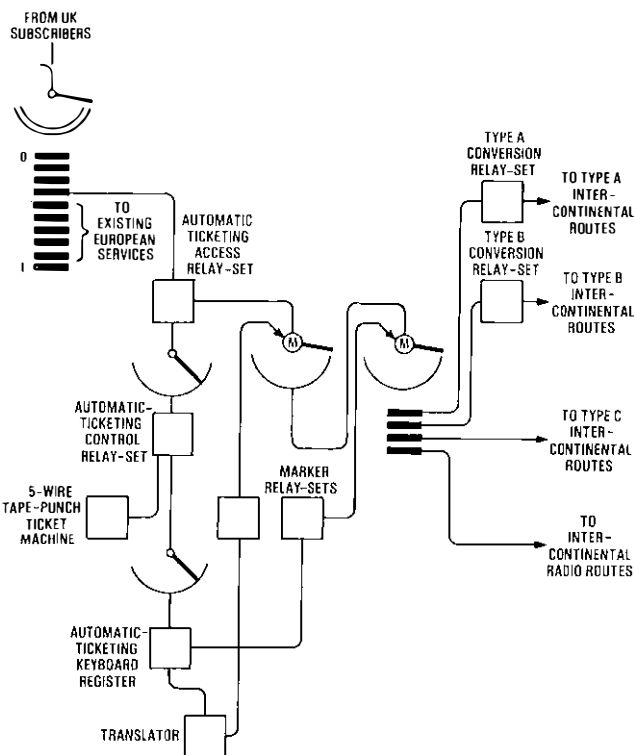 FROM UK
SUBSCRIBERS
0
TO
EXISTING
EUROPEAN
SERVICES
1
AUTOMATIC
TICKETING
ACCESS
RELAY-SET
TYPE A
CONVERSION
RELAY-SET
TO TYPE A
INTER-
CONTINENTAL
ROUTES
TYPE B
CONVERSION
RELAY-SET
TO TYPE B
INTER-
CONTINENTAL
ROUTES
M
M
AUTOMATIC-
TICKETING
CONTROL
RELAY-SET
TO TYPE C
INTER-
CONTINENTAL
ROUTES
5-WIRE
TAPE-PUNCH
TICKET
MACHINE
MARKER
RELAY-SETS
TO
INTER-
CONTINENTAL
RADIO ROUTES
AUTOMATIC-
TICKETING
KEYBOARD
REGISTER
TRANSLATOR